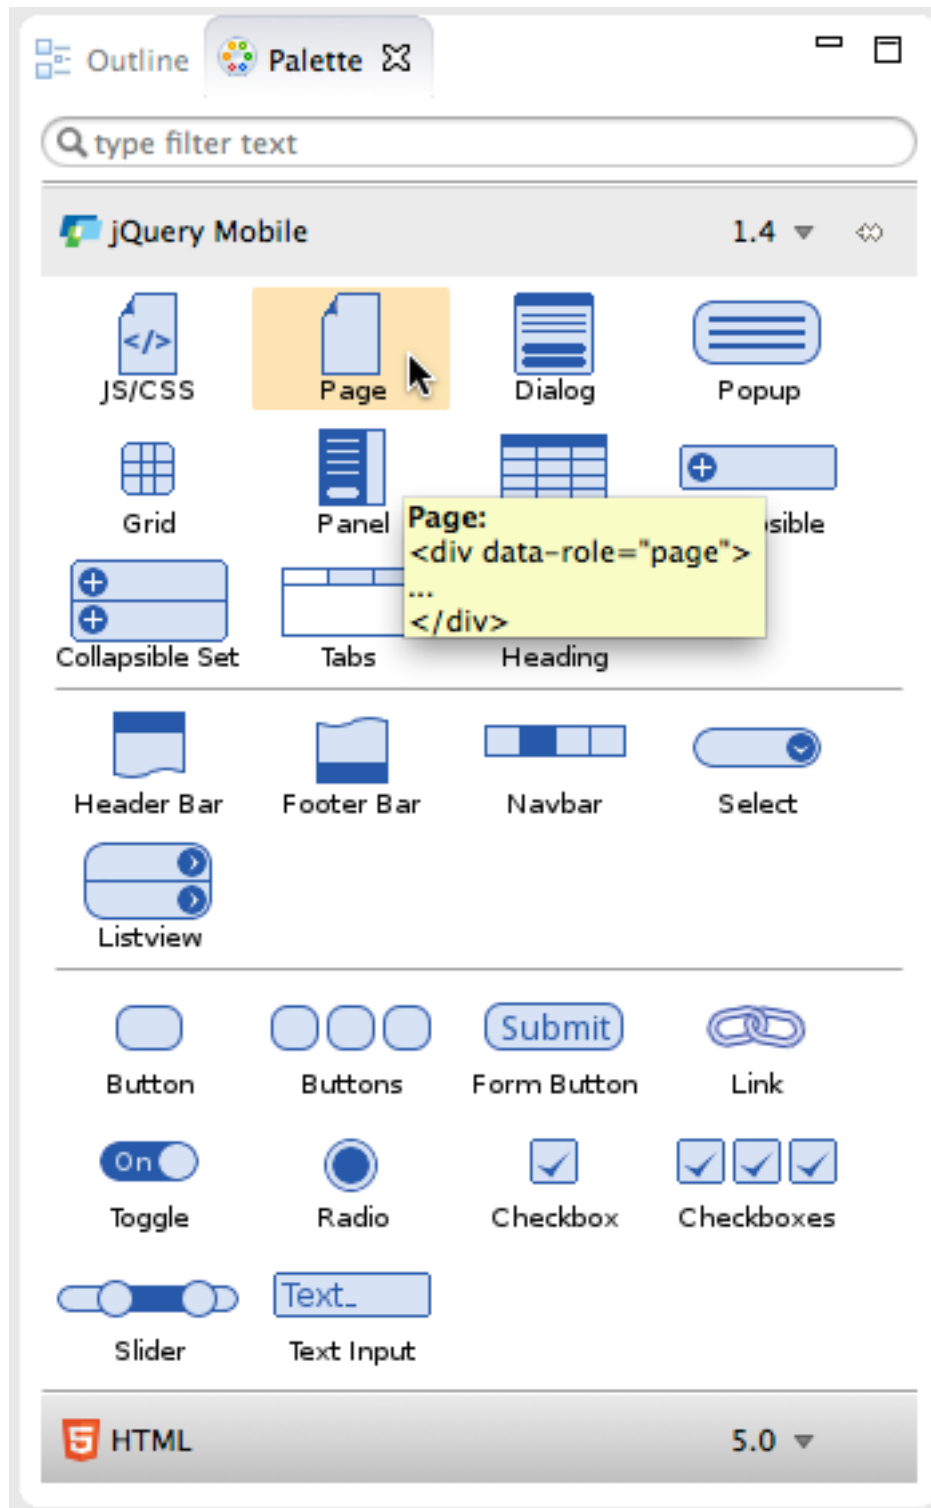 Outline Palette
type filter text
jQuery Mobile 1.4
</>
JS/CSS Page Dialog Popup
Grid Panel sible
Page:
<div data-role="page">
...
</div>
Collapsible Set Tabs Heading
Header Bar Footer Bar Navbar Select
Listview
Submit
Button Buttons Form Button Link
On
Toggle Radio Checkbox Checkboxes
Text_
Slider Text Input
5 HTML 5.0